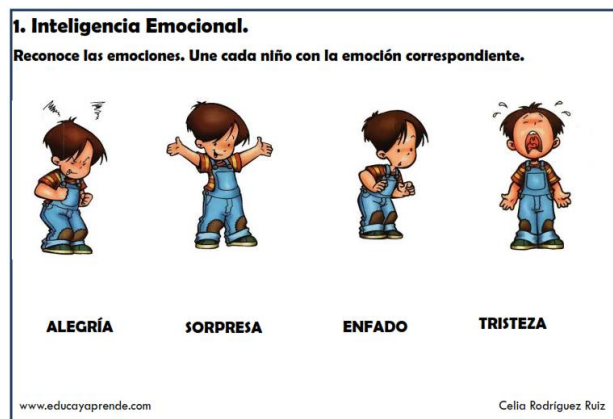 1. Inteligencia Emocional.
Reconoce las emociones. Une cada niño con la emoción correspondiente.
ALEGRÍA SORPRESA ENFADO TRISTEZA
www.educayaprende.com Celia Rodríguez Ruiz